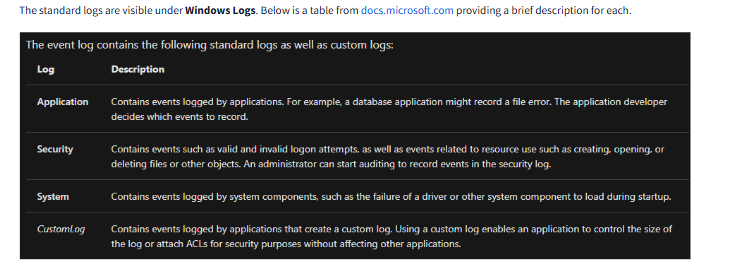 The standard logs are visible under Windows Logs. Below is a table from docs.microsoft.com providing a brief description for each.
The event log contains the following standard logs as well as custom logs:
Log Description
Application Contains events logged by applications. For example, a database application might record a file error. The application developer
decides which events to record.
Security Contains events such as valid and invalid logon attempts, as well as events related to resource use such as creating, opening, or
deleting files or other objects. An administrator can start auditing to record events in the security log.
System Contains events logged by system components, such as the failure of a driver or other system component to load during startup.
CustomLog Contains events logged by applications that create a custom log. Using a custom log enables an application to control the size of
the log or attach ACLs for security purposes without affecting other applications.